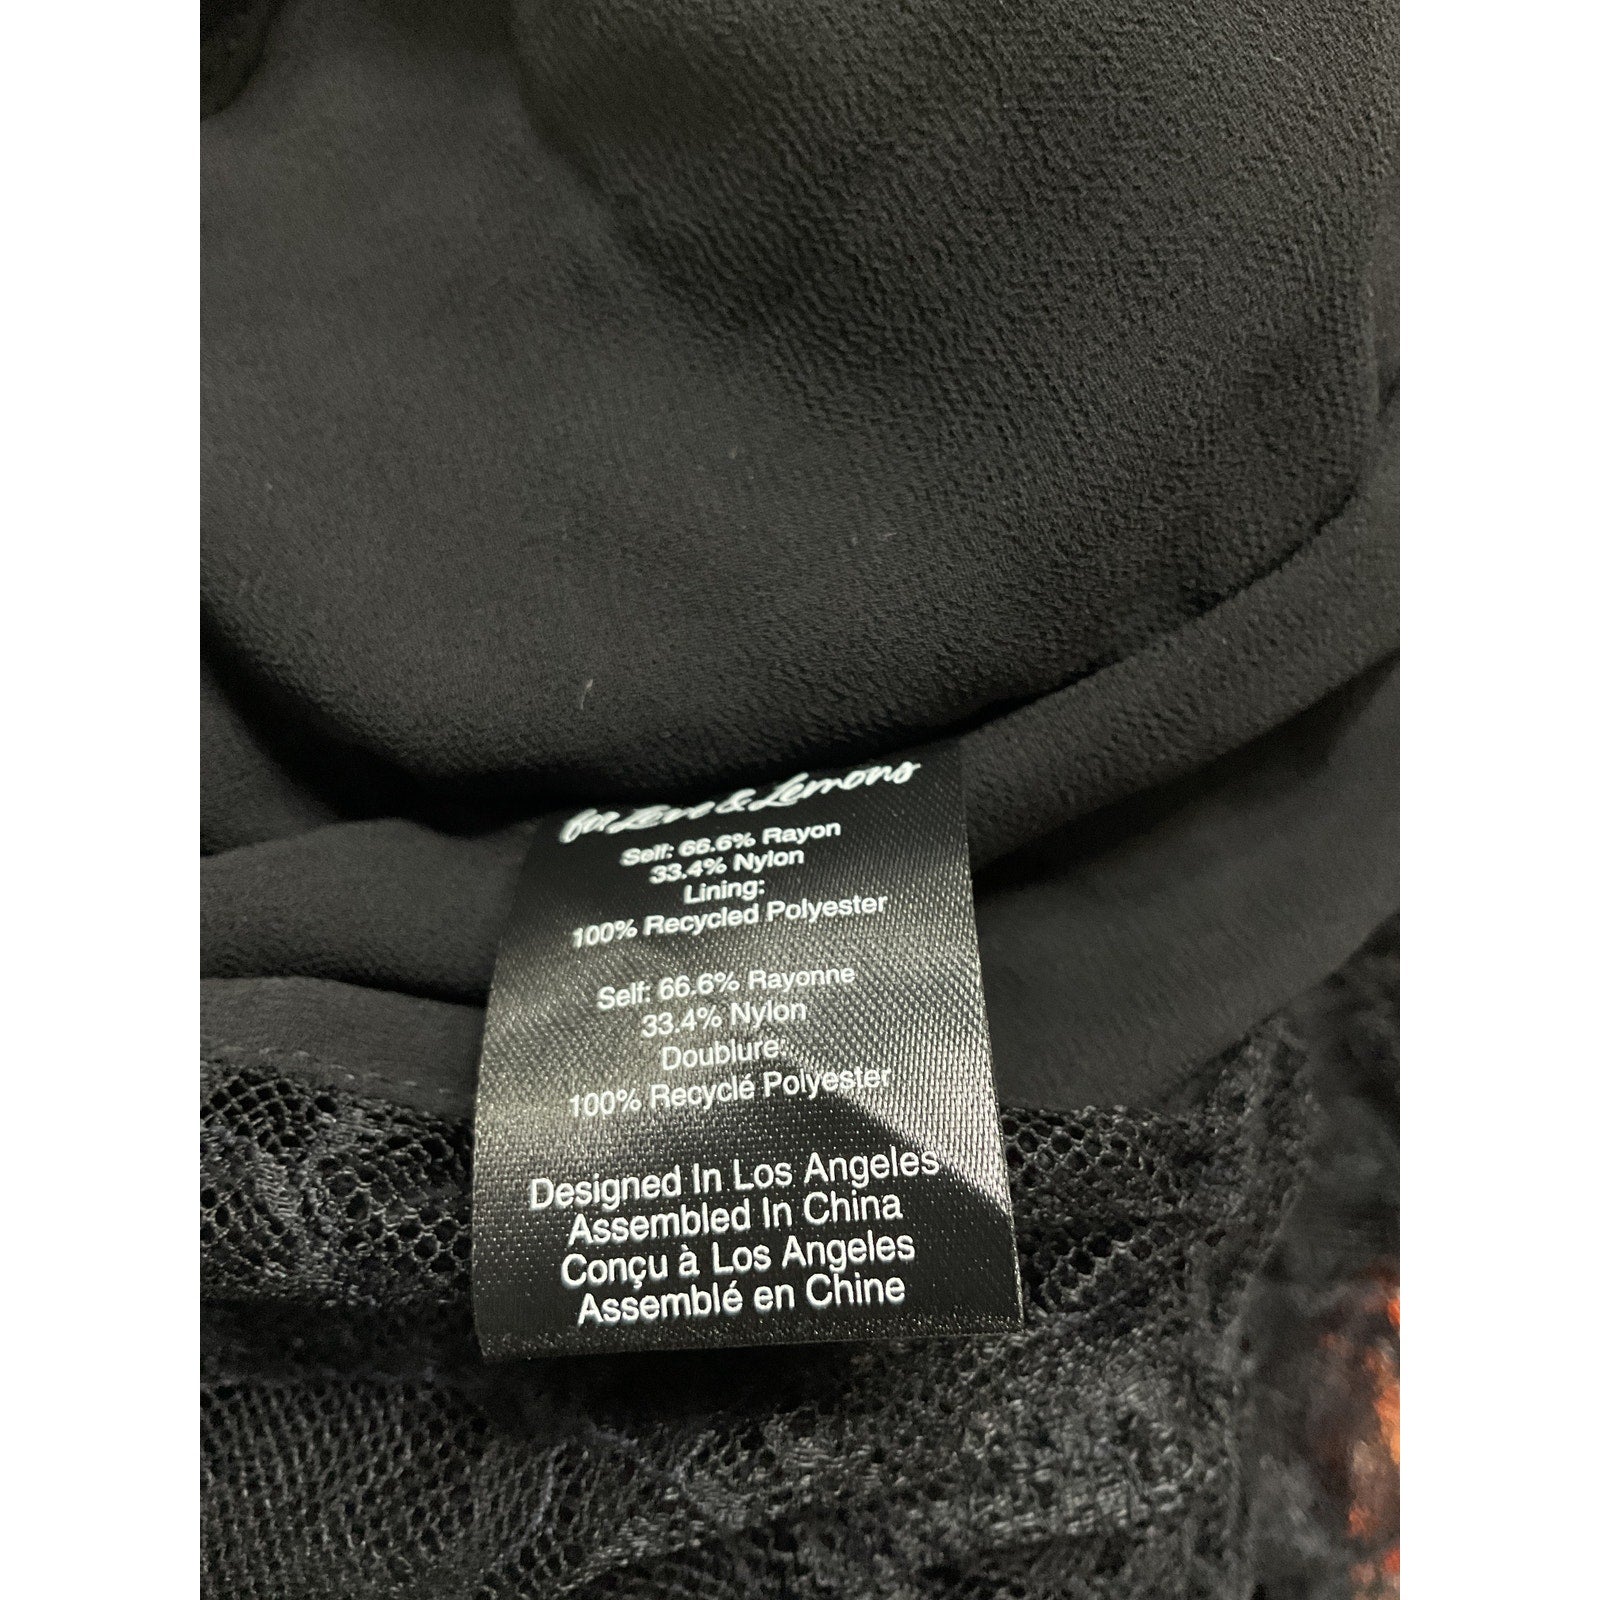 for Love & Lemons
Self: 66.6% Rayon
33.4% Nylon
Lining:
100% Recycled Polyester
Self: 66.6% Rayonne
33.4% Nylon
Doublure:
100% Recyclé Polyester
Designed In Los Angeles
Assembled In China
Conçu à Los Angeles
Assemblé en Chine